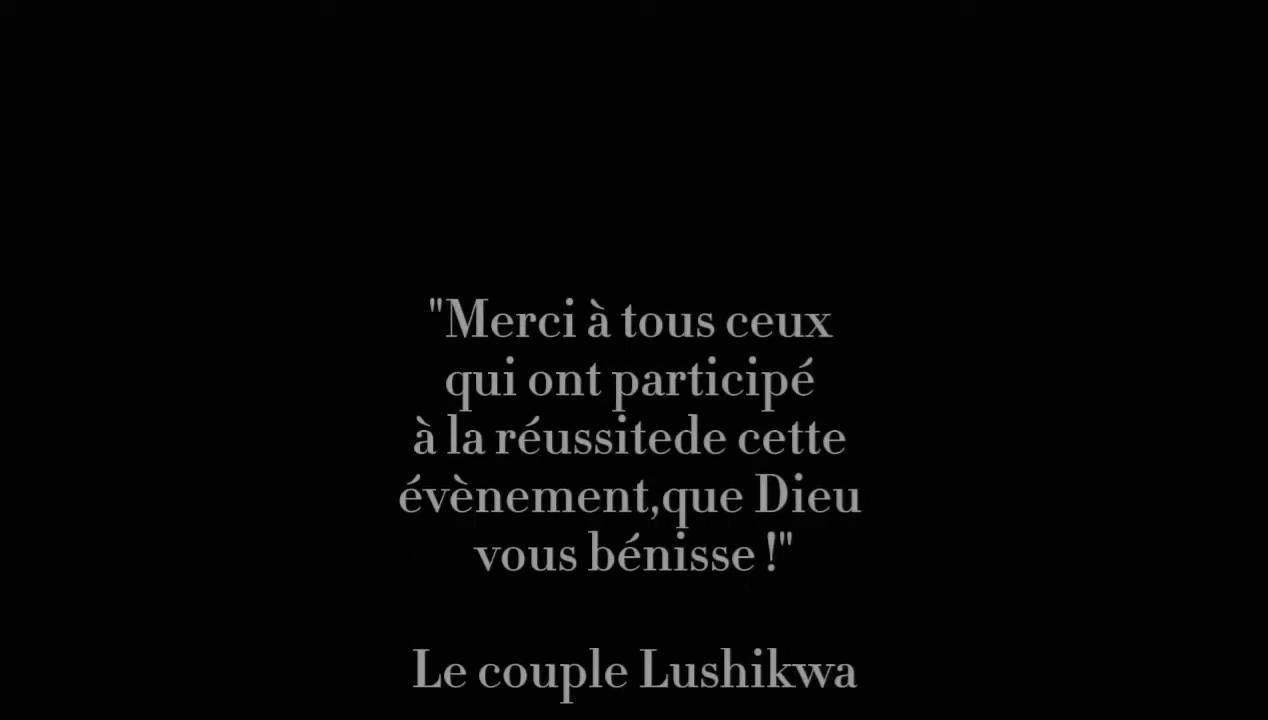 "Merci à tous ceux
qui ont participé
à la réussitede cette
évènement,que Dieu
vous bénisse !"
Le couple Lushikwa